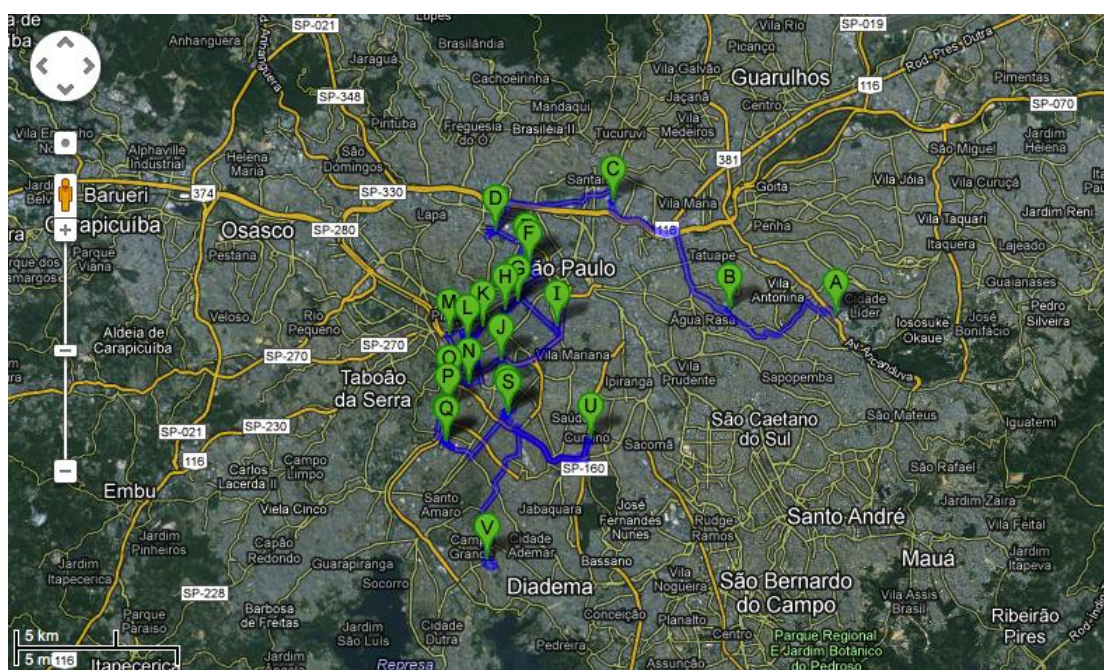 SP-021
Anhanguera
Lopes
Brasilândia
Vila Rio
SP-019
Picanço
Rod-Pres-Dutra
Jaraguá
Cachoeirinha
Vila Galvão
Guarulhos
Pimentas
SP-348
Mandaqui
Jaçanã
Centro
116
SP-070
Pirituba
Freguesia
do Ó
Brasiléia II
Tucuruvi
Vila
Medeiros
São Miguel
Jardim
Helena
Alphaville
Industrial
Helena
Maria
São
Domingos
381
Barueri
374
SP-330
C
Goita
Vila Jóia
Vila Curuçá
Carapicuíba
Osasco
Lapa
D
Vila Maria
Penha
Vila Taquari
Jardim Reni
SP-280
F
116
Itaquera
Lajeado
Parque
Viana
Pestana
Tatuape
São Paulo
Guaianases
H
G
B
Vila
Antonina
A
Cidade
Líder
M
L
K
I
Água Rasa
Iososuke
Okaue
José
Bonifácio
Pedro
Silveira
Aldeia de
Carapicuíba
Veloso
Rio
Pequeno
SP-270
J
SP-270
O
N
Vila Mariana
Av. Aricanduva
Taboão
da Serra
P
S
Ipiranga
Vila
Prudente
Sapopemba
SP-021
SP-230
Q
Saúde
U
Cursino
Sacomã
São Caetano
do Sul
São Mateus
Iguatemi
116
Campo
Limpo
Carlos
Lacerda II
SP-160
São Rafael
Embu
Viela Cinco
Santo
Amaro
Jabaquara
José
Fernandes
Nunes
Rudge
Ramos
Santo André
Jardim Zaira
Vila Feital
Jardim
Pinheiros
Capão
Redondo
V
Campo
Grande
Cidade
Ademar
Mauá
Jardim
Itapeva
Jardim
Itapecerica
Guarapiranga
Bassano
Socorro
Diadema
Vila
Nogueira
São Bernardo
do Campo
Vila Assis
Brasil
SP-228
Parque
Paraiso
Barbosa
de Freitas
Conceição
Planalto
Ribeirão
Pires
5 km
Jardim
São Luís
Cidade
Dutra
Pedreira
Centro
Parque Regional
E Jardim Botânico
do Pedroso
116
Itapecerica
Represa
Assunção